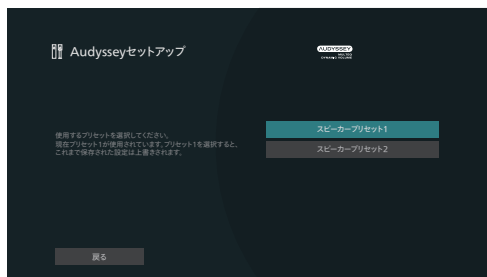 Audysseyセットアップ
AUDYSSEY
MULTEQ
DYNAMIC VOLUME
使用するプリセットを選択してください。
現在プリセット1が使用されています。プリセット1を選択すると、
これまで保存された設定は上書きされます。
スピーカープリセット1
スピーカープリセット2
戻る